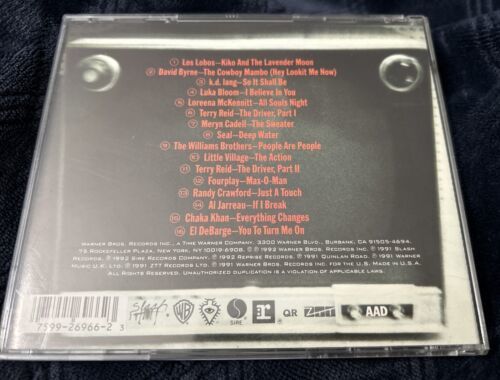 1 Los Lobos—Kiko And The Lavender Moon
2 David Byrne—The Cowboy Mambo (Hey Lookit Me Now)
3 k.d. lang—So It Shall Be
4 Luka Bloom—I Believe In You
5 Loreena McKennitt—All Souls Night
6 Terry Reid—The Driver, Part I
7 Meryn Cadell—The Sweater
8 Seal—Deep Water
9 The Williams Brothers—People Are People
10 Little Village—The Action
11 Terry Reid—The Driver, Part II
12 Fourplay—Max-O-Man
13 Randy Crawford—Just A Touch
14 Al Jarreau—If I Break
15 Chaka Khan—Everything Changes
16 El DeBarge—You To Turn Me On
Warner Bros. Records Inc., a Time Warner Company, 3300 Warner Blvd., Burbank, CA 91505-4694.
75 Rockefeller Plaza, New York, NY 10019-6908. ℗©1992 Warner Bros. Records Inc. ℗©1991 Slash
Records. ℗©1992 Sire Records Company. ℗©1992 Reprise Records. ℗©1991 Quinlan Road. ℗©1991 Warner
Music U.K. Ltd. ℗1991 ZTT Records Ltd. ©1991 Warner Bros. Records Inc. for the U.S. Made in U.S.A.
All Rights Reserved. Unauthorized duplication is a violation of applicable laws.
7599-26966-2 3
Slash
WB
SIRE
r
QR
ZTT
AAD